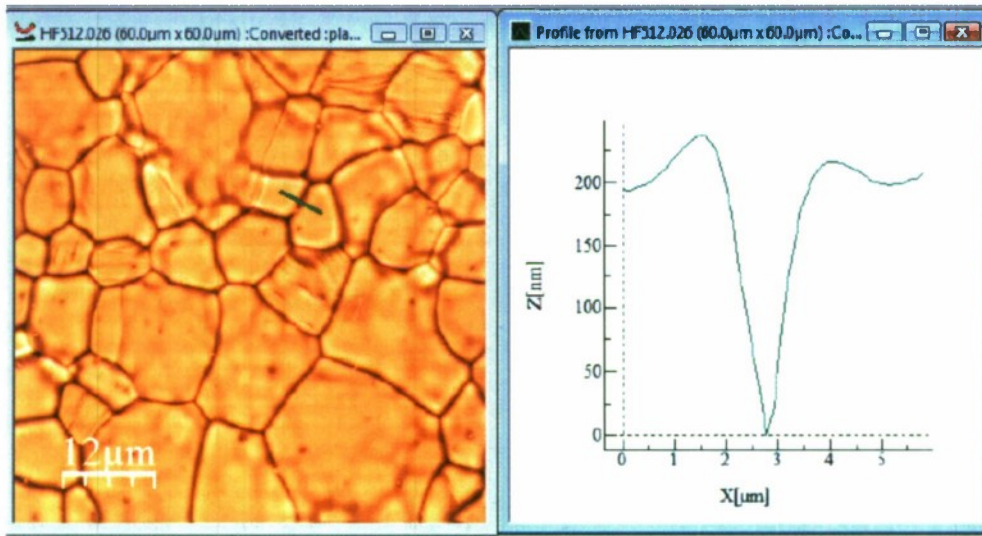 HF512.026 (60.0µm x 60.0µm) :Converted :pla...
12µm
Profile from HF512.026 (60.0µm x 60.0µm) :Co...
200
150
100
50
0
Z[nm]
0 1 2 3 4 5
X[µm]